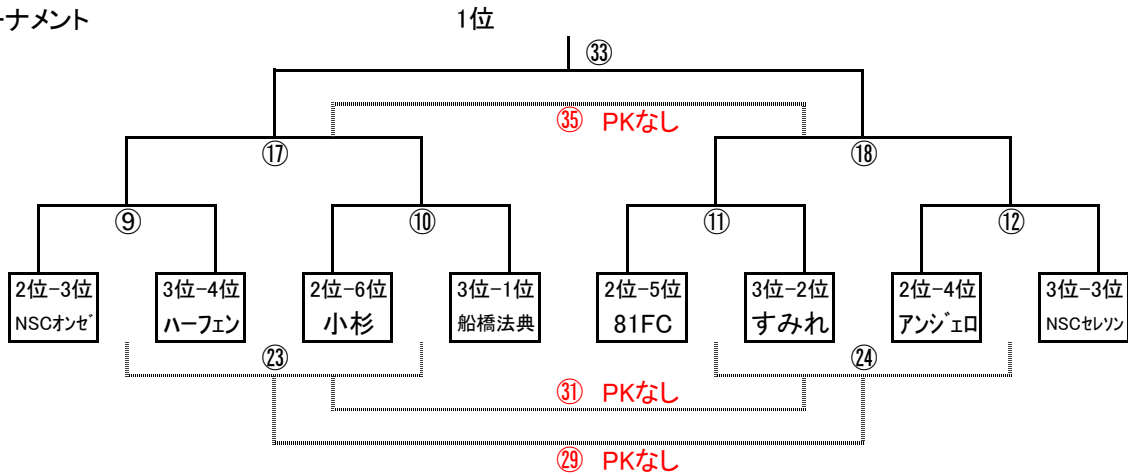 ーナメント
1位
㉝
㉟ PKなし
⑰
⑱
⑨
⑩
⑪
⑫
2位-3位
NSCオンゼ
3位-4位
ハーフェン
2位-6位
小杉
3位-1位
船橋法典
2位-5位
81FC
3位-2位
すみれ
2位-4位
アンジェロ
3位-3位
NSCセレソン
㉓
㉔
㉛ PKなし
㉙ PKなし